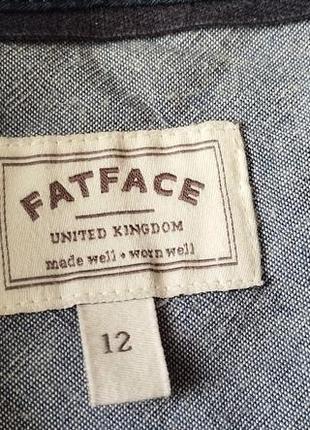 FATFACE
UNITED KINGDOM
made well • worn well
12